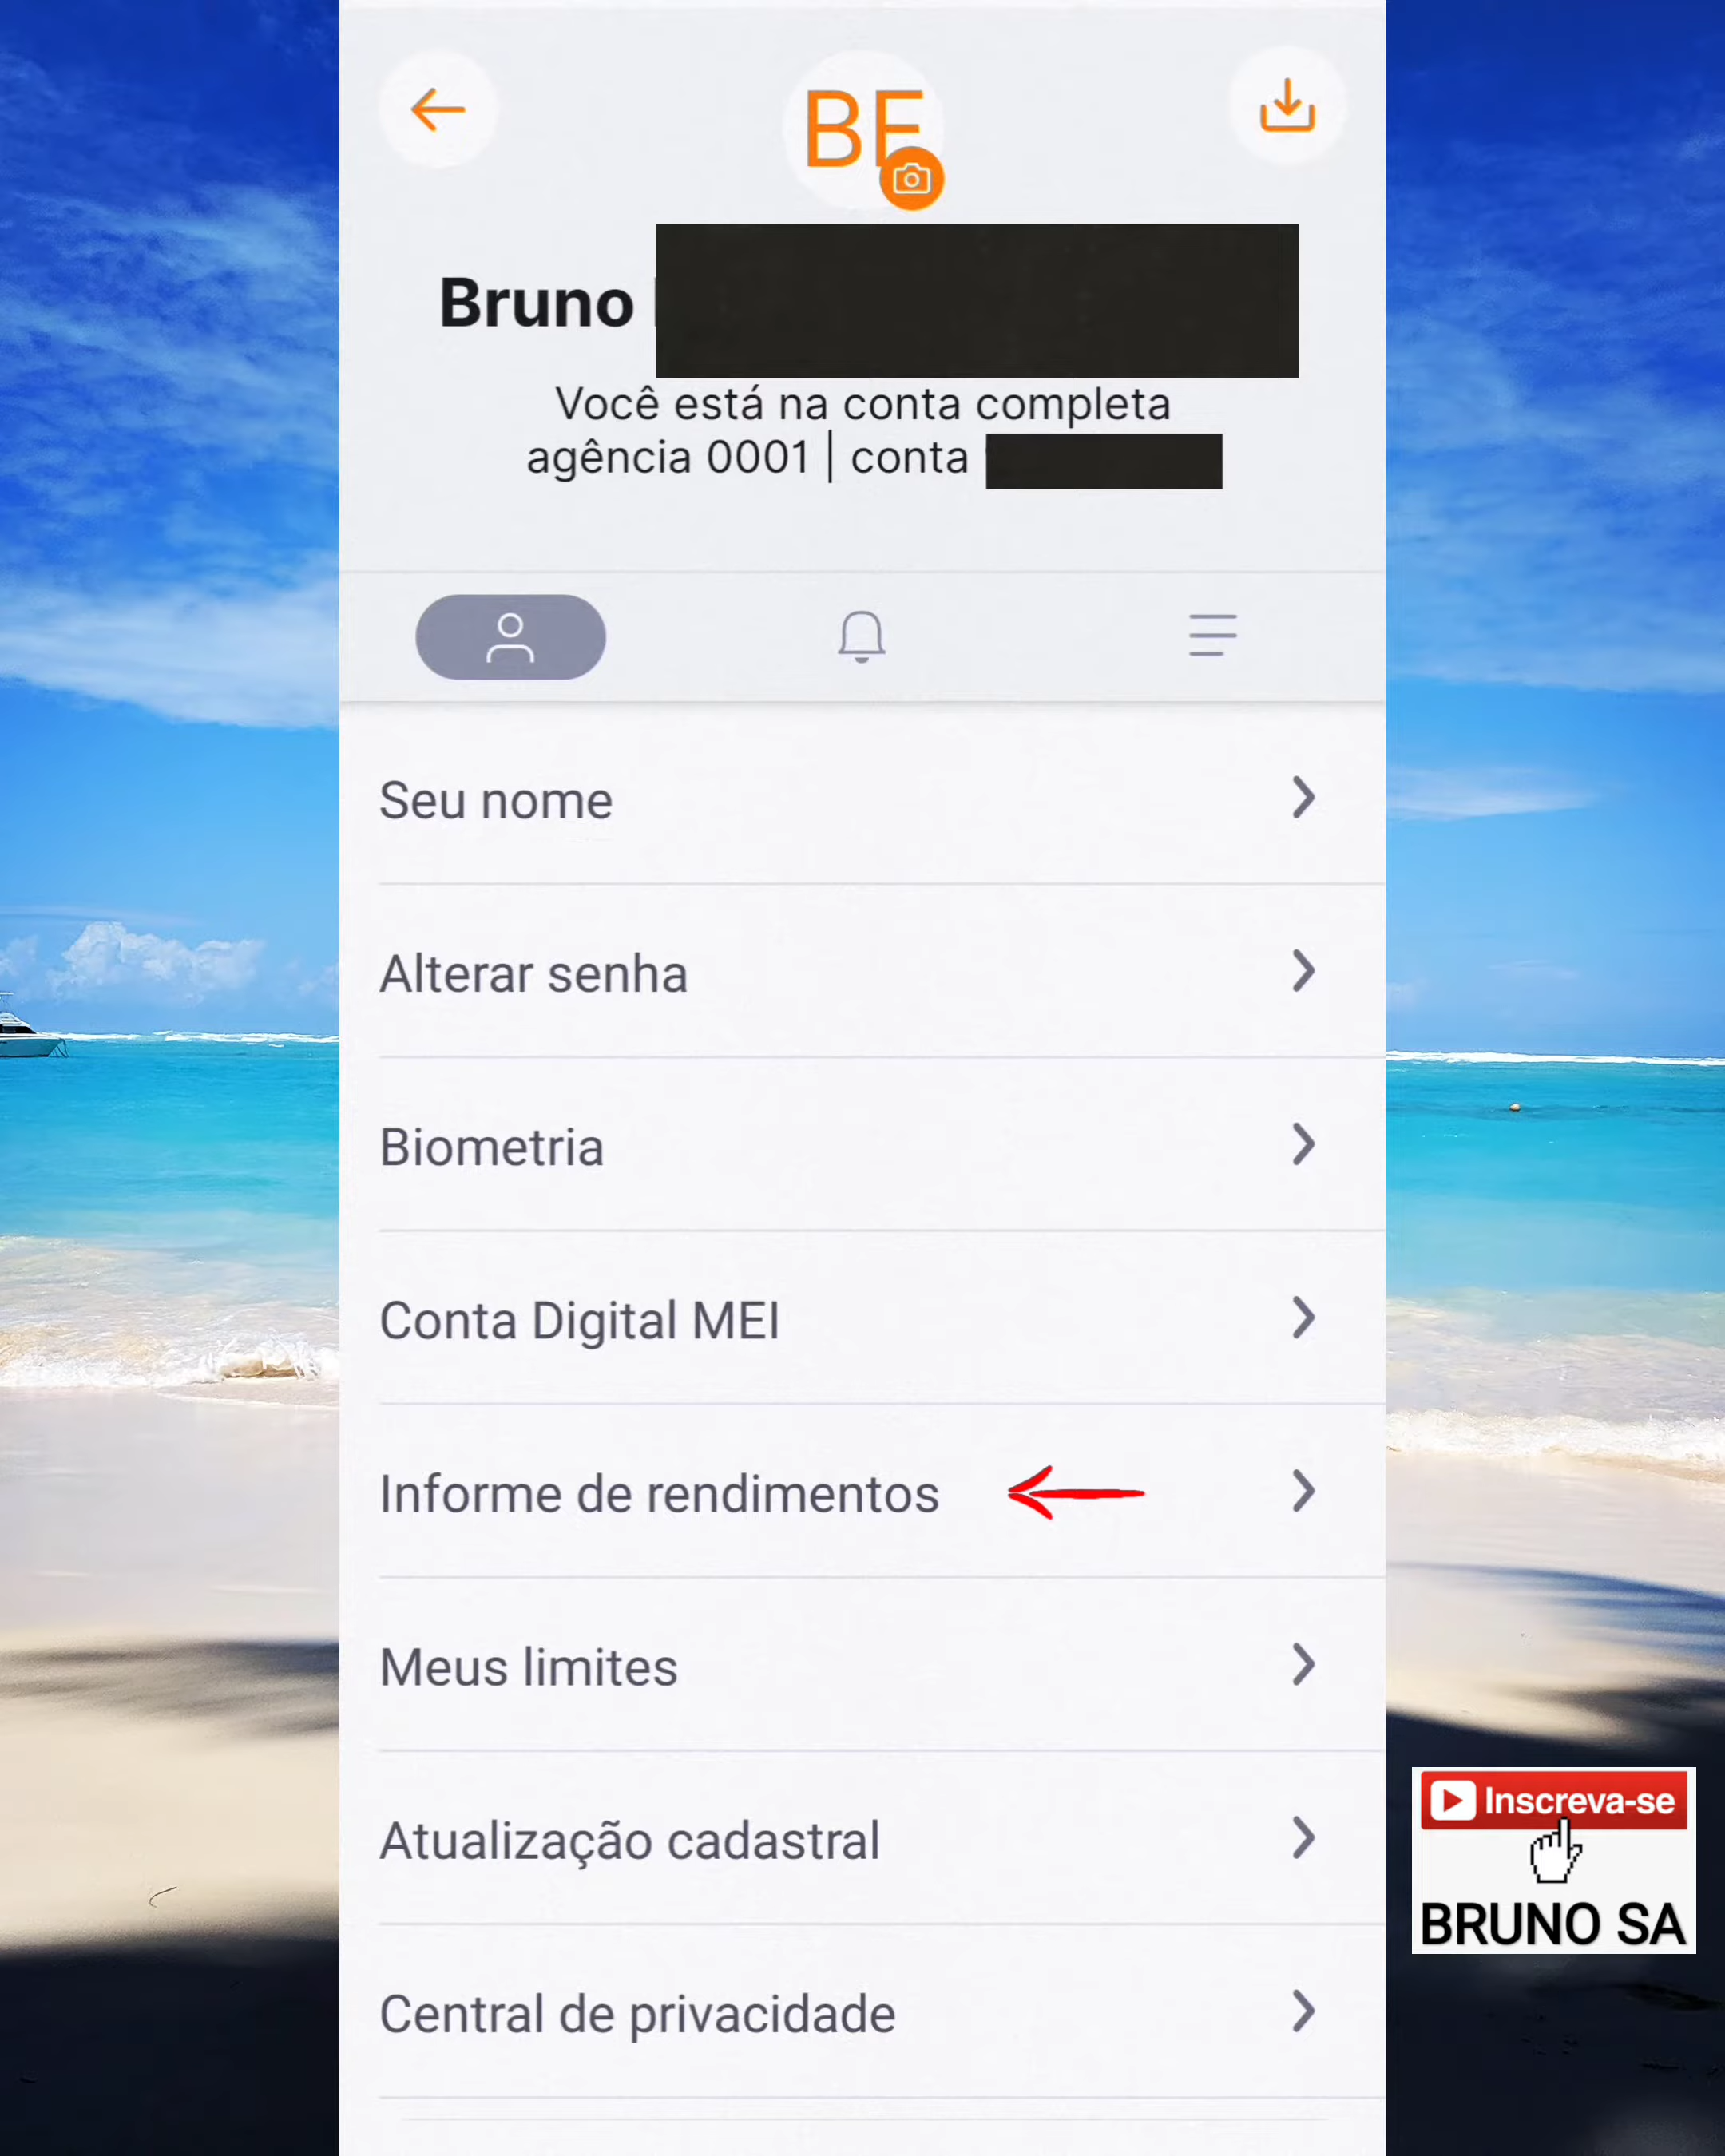 BE
Bruno
Você está na conta completa
agência 0001 | conta
Seu nome
Alterar senha
Biometria
Conta Digital MEI
Informe de rendimentos
Meus limites
Atualização cadastral
Central de privacidade
Inscreva-se
BRUNO SA